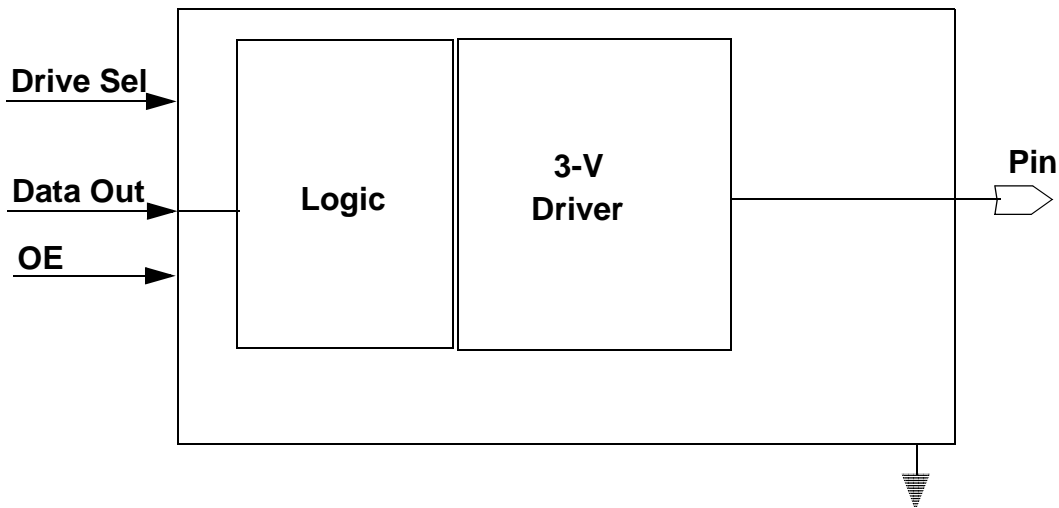 Drive Sel
Data Out
OE
Logic
3-V
Driver
Pin